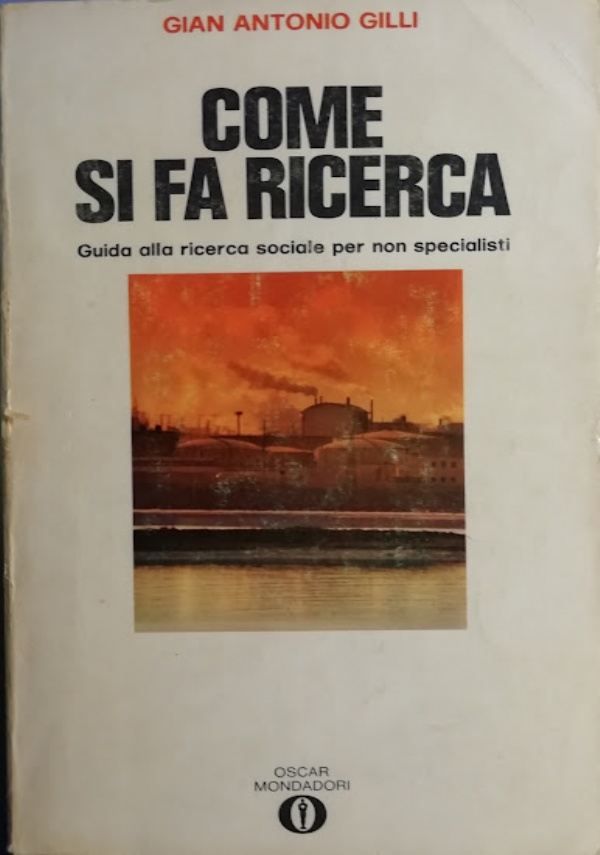 GIAN ANTONIO GILLI
COME
SI FA RICERCA
Guida alla ricerca sociale per non specialisti
OSCAR
MONDADORI